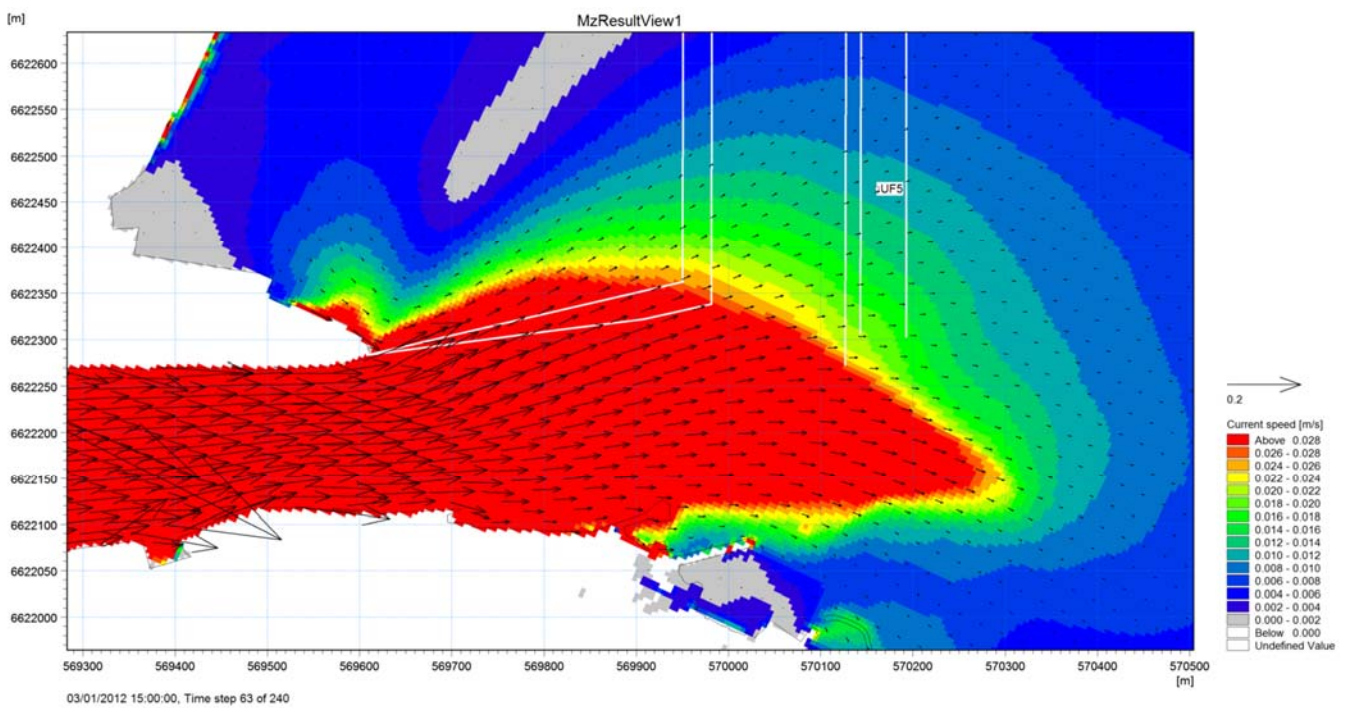 [m]
MzResultView1
6622600
6622550
6622500
6622450
6622400
6622350
6622300
6622250
6622200
6622150
6622100
6622050
6622000
UF5
569300 569400 569500 569600 569700 569800 569900 570000 570100 570200 570300 570400 570500
[m]
0.2
Current speed [m/s]
Above 0.028
0.026 - 0.028
0.024 - 0.026
0.022 - 0.024
0.020 - 0.022
0.018 - 0.020
0.016 - 0.018
0.014 - 0.016
0.012 - 0.014
0.010 - 0.012
0.008 - 0.010
0.006 - 0.008
0.004 - 0.006
0.002 - 0.004
0.000 - 0.002
Below 0.000
Undefined Value
03/01/2012 15:00:00, Time step 63 of 240